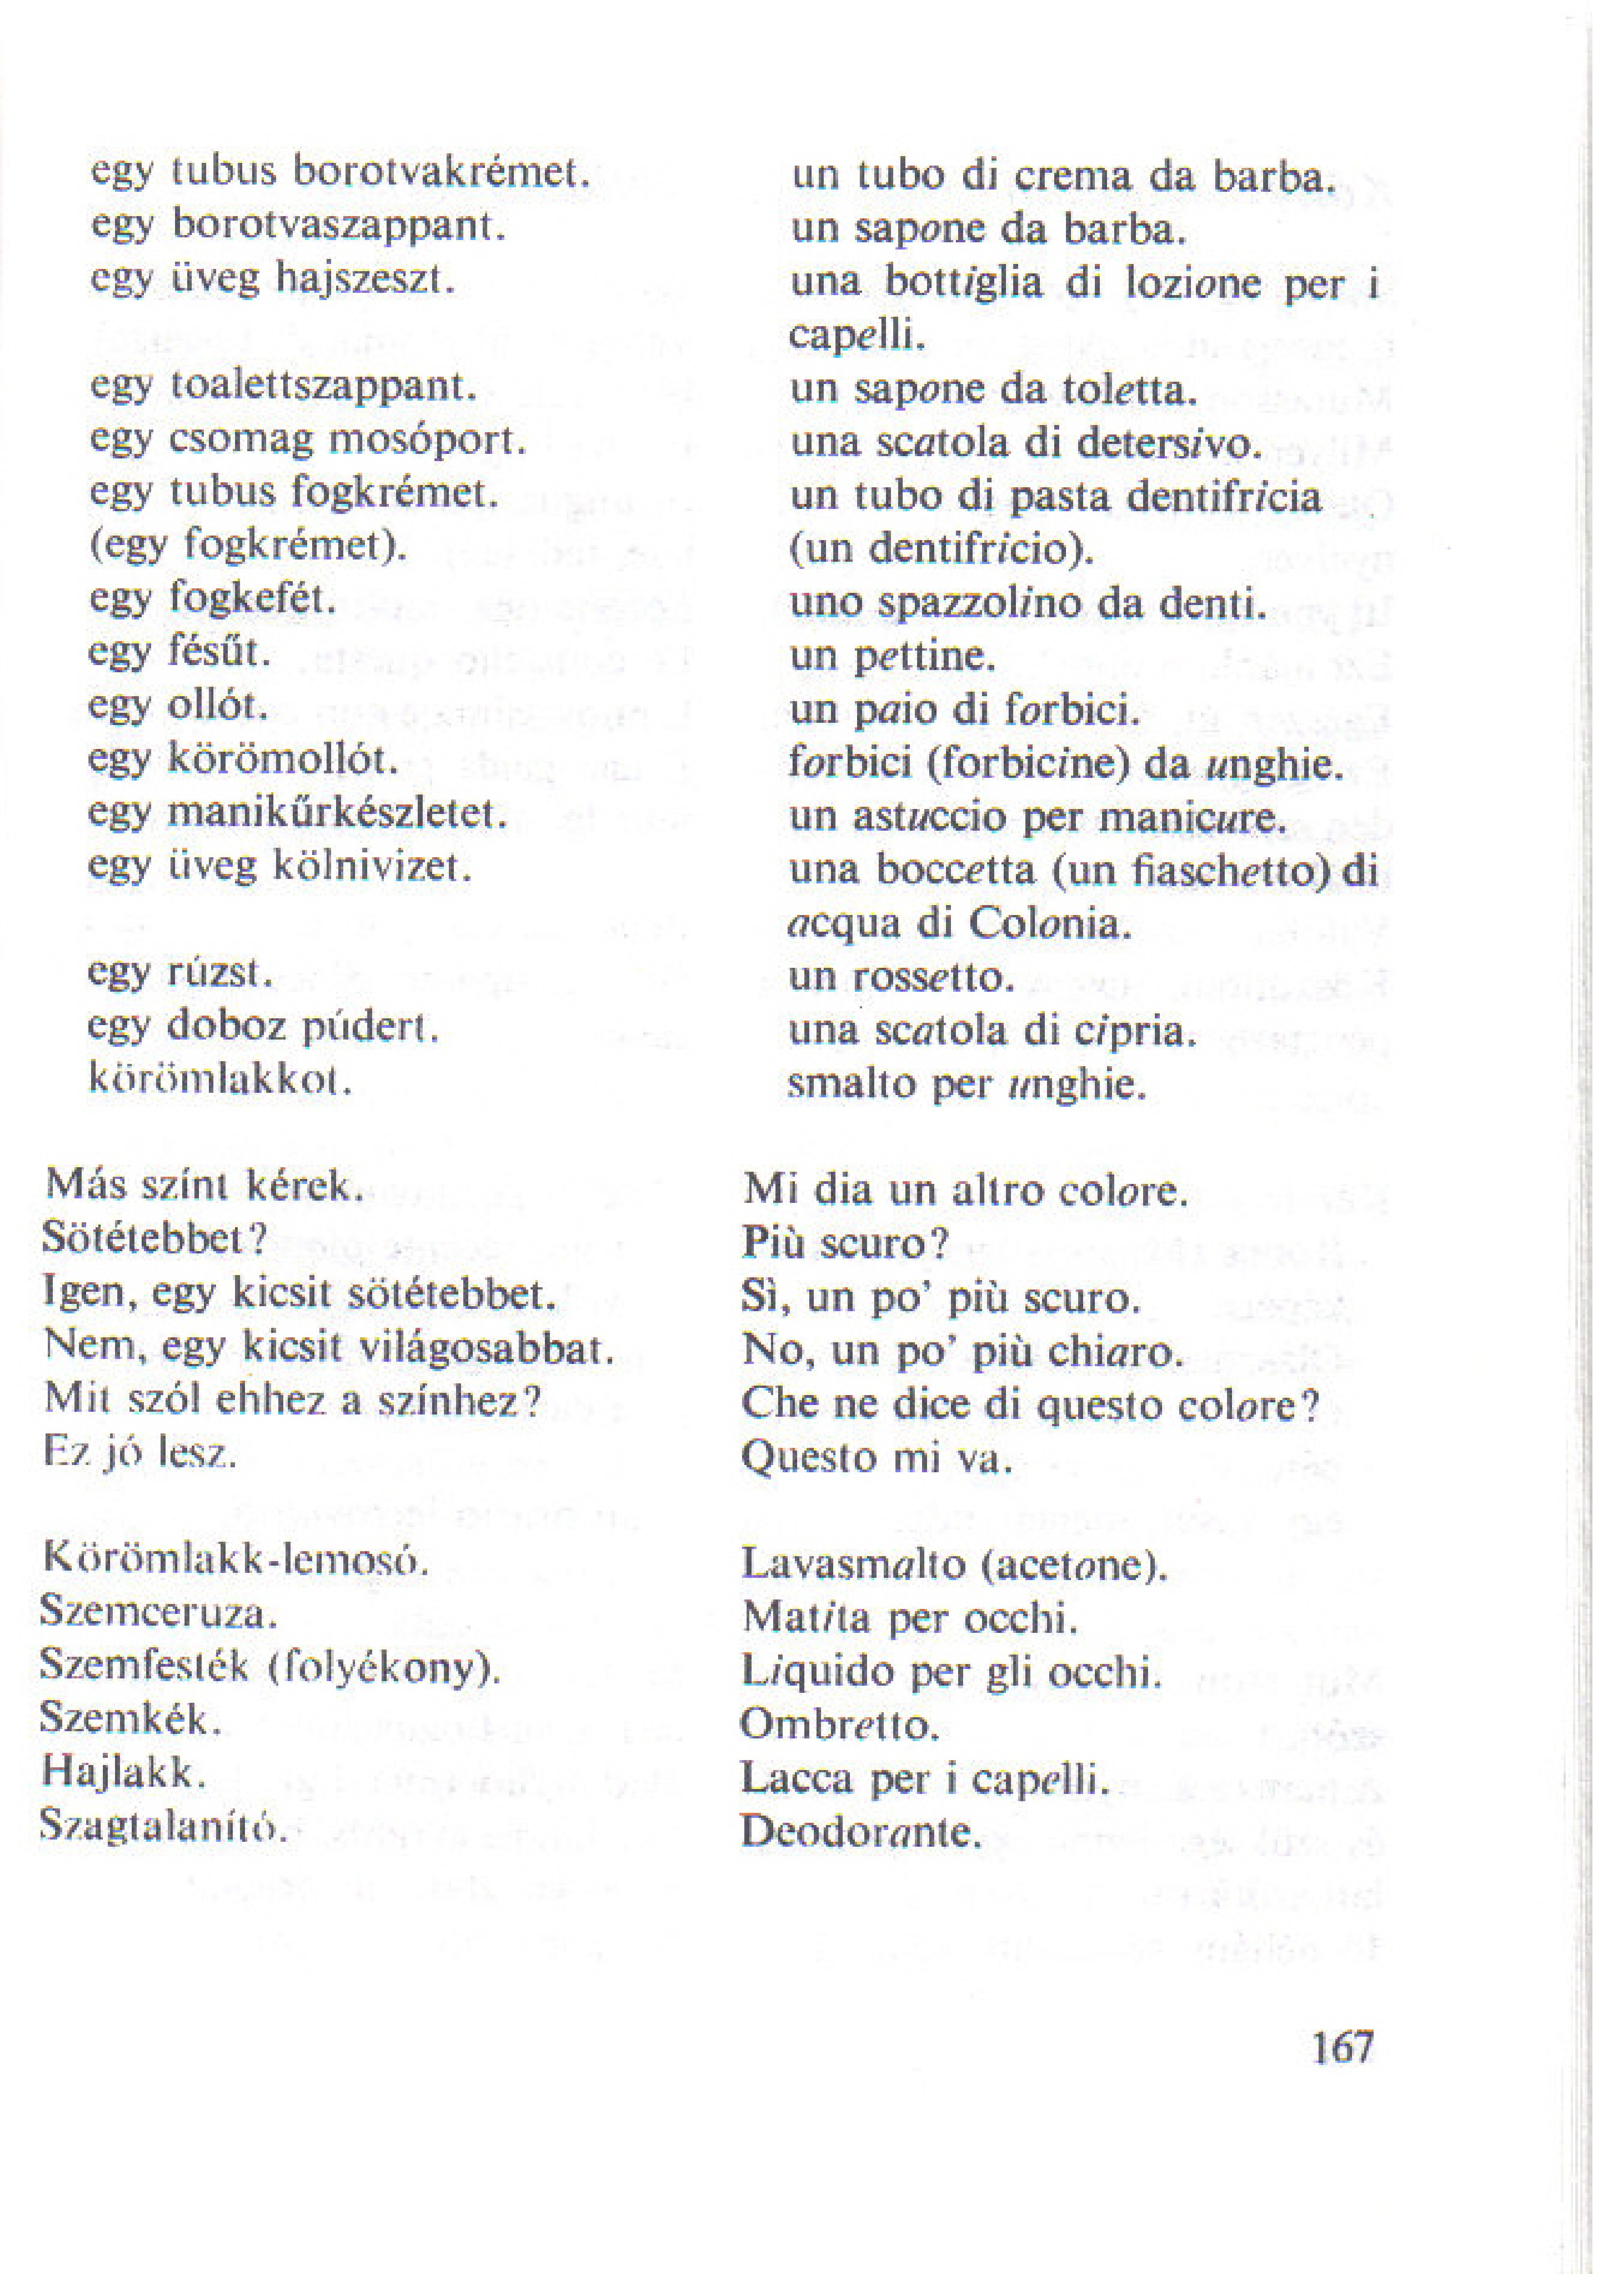 egy tubus borotvakrémet.
egy borotvaszappant.
egy üveg hajszeszt.
egy toalettszappant.
egy csomag mosóport.
egy tubus fogkrémet.
(egy fogkrémet).
egy fogkefét.
egy fésűt.
egy ollót.
egy körömollót.
egy manikűrkészletet.
egy üveg kölnivizet.
egy rúzst.
egy doboz púdert.
körömlakkot.
un tubo di crema da barba.
un sapone da barba.
una bottiglia di lozione per i
capelli.
un sapone da toletta.
una scatola di detersivo.
un tubo di pasta dentifricia
(un dentifricio).
uno spazzolino da denti.
un pettine.
un paio di forbici.
forbici (forbicine) da unghie.
un astuccio per manicure.
una boccetta (un fiaschetto) di
acqua di Colonia.
un rossetto.
una scatola di cipria.
smalto per unghie.
Más színt kérek.
Sötétebbet?
Igen, egy kicsit sötétebbet.
Nem, egy kicsit világosabbat.
Mit szól ehhez a színhez?
Ez jó lesz.
Mi dia un altro colore.
Più scuro?
Sì, un po’ più scuro.
No, un po’ più chiaro.
Che ne dice di questo colore?
Questo mi va.
Körömlakk-lemosó.
Szemceruza.
Szemfesték (folyékony).
Szemkék.
Hajlakk.
Szagtalanító.
Lavasmalto (acetone).
Matita per occhi.
Liquido per gli occhi.
Ombretto.
Lacca per i capelli.
Deodorante.
167